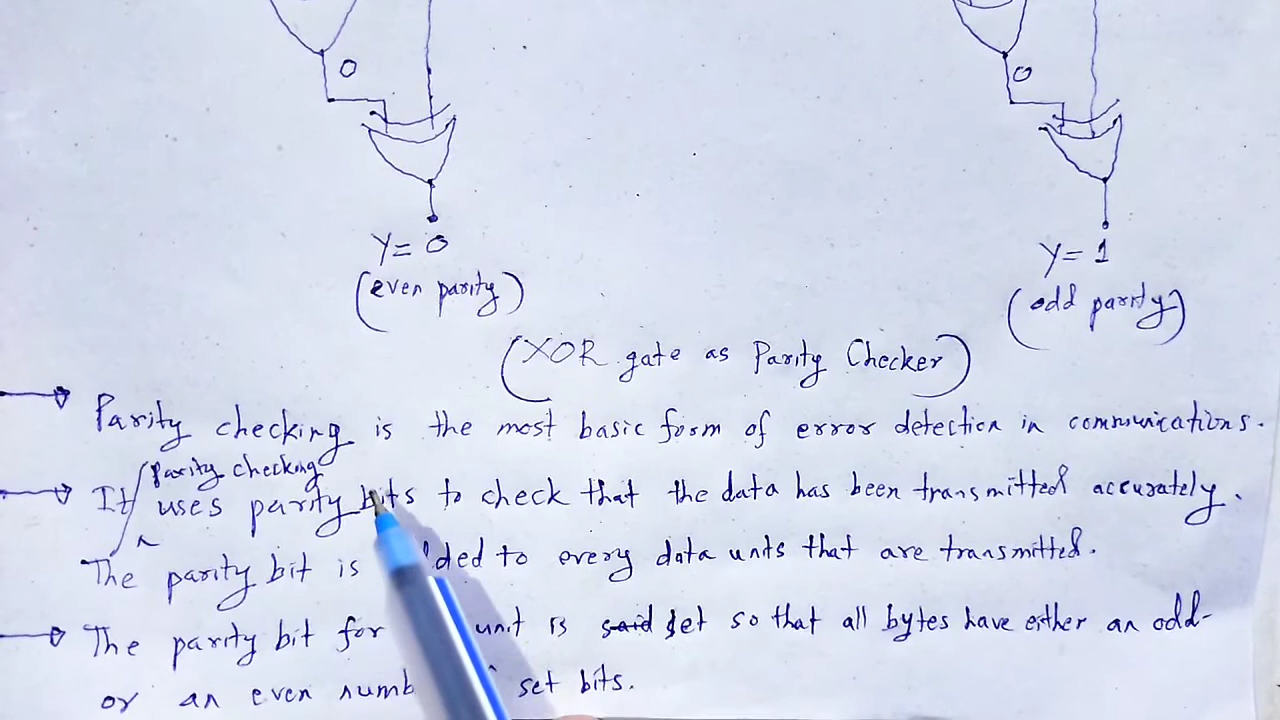 0
0
Y= 0
Y= 1
(even parity)
(odd parity)
(XOR gate as Parity Checker)
Parity checking is the most basic form of error detection in communications.
parity checking
It uses parity bits to check that the data has been transmitted accurately.
The parity bit is to every data units that are transmitted.
The parity bit for unit is said set so that all bytes have either an odd-
or an even set bits.